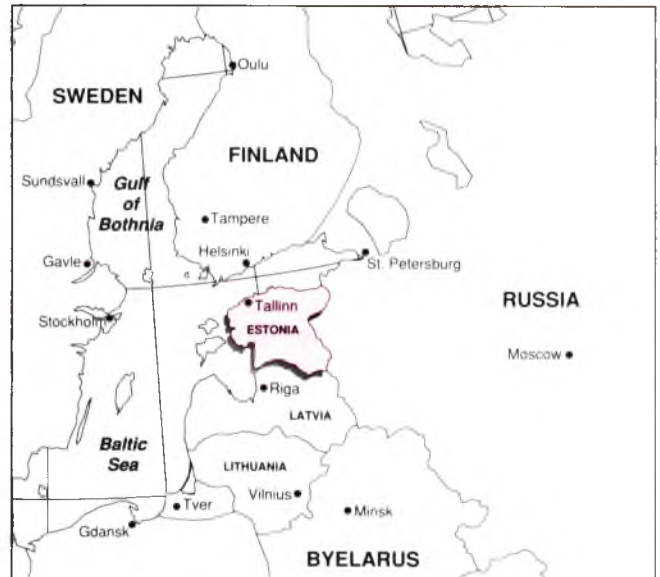 Oulu
SWEDEN
FINLAND
Sundsvall
Gulf
of
Bothnia
Tampere
Helsinki
Gavle
St. Petersburg
Tallinn
RUSSIA
Stockholm
ESTONIA
Moscow
Riga
LATVIA
Baltic
Sea
LITHUANIA
Vilnius
Tver
Minsk
Gdansk
BYELARUS